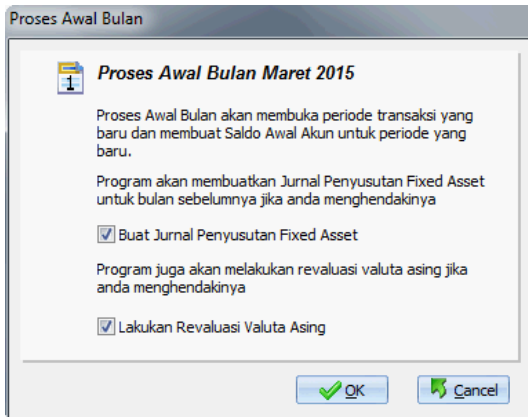 Proses Awal Bulan
1
Proses Awal Bulan Maret 2015
Proses Awal Bulan akan membuka periode transaksi yang
baru dan membuat Saldo Awal Akun untuk periode yang
baru.
Program akan membuatkan Jurnal Penyusutan Fixed Asset
untuk bulan sebelumnya jika anda menghendakinya
Buat Jurnal Penyusutan Fixed Asset
Program juga akan melakukan revaluasi valuta asing jika
anda menghendakinya
Lakukan Revaluasi Valuta Asing
OK
Cancel